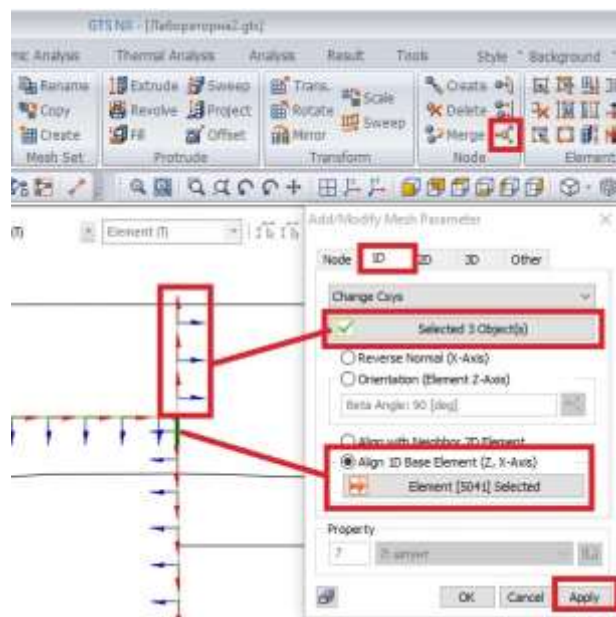 GTS NX - [Лабораторна2.gts]
mic Analysis Thermal Analysis Analysis Result Tools Style Background
Rename Extrude Sweep Trans. Scale Create
Copy Revolve Project Rotate Sweep Delete
Create Fill Offset Mirror Merge
Mesh Set Protrude Transform Node Element
(T) Element (T)
Add/Modify Mesh Parameter
Node 1D 2D 3D Other
Change Csys
Selected 3 Object(s)
Reverse Normal (X-Axis)
Orientation (Element Z-Axis)
Beta Angle: 90 [deg]
Align with Neighbor 2D Element
Align 1D Base Element (Z, X-Axis)
Element [5041] Selected
Property
7
OK Cancel Apply